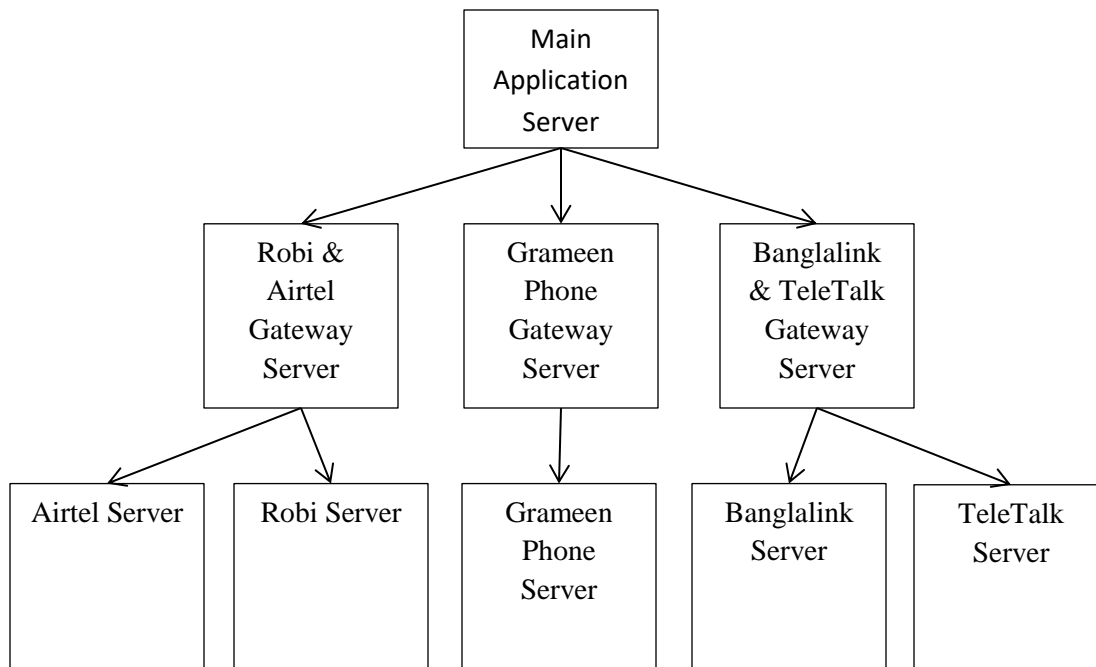 Main
Application
Server
Robi &
Airtel
Gateway
Server
Grameen
Phone
Gateway
Server
Banglalink
& TeleTalk
Gateway
Server
Airtel Server
Robi Server
Grameen
Phone
Server
Banglalink
Server
TeleTalk
Server